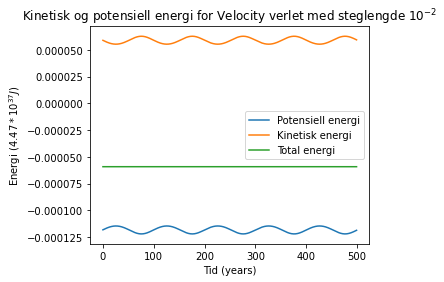 Kinetisk og potensiell energi for Velocity verlet med steglengde 10⁻²
0.000050
0.000025
0.000000
−0.000025
−0.000050
−0.000075
−0.000100
−0.000125
Energi (4.47 * 10³⁷J)
Potensiell energi
Kinetisk energi
Total energi
0 100 200 300 400 500
Tid (years)